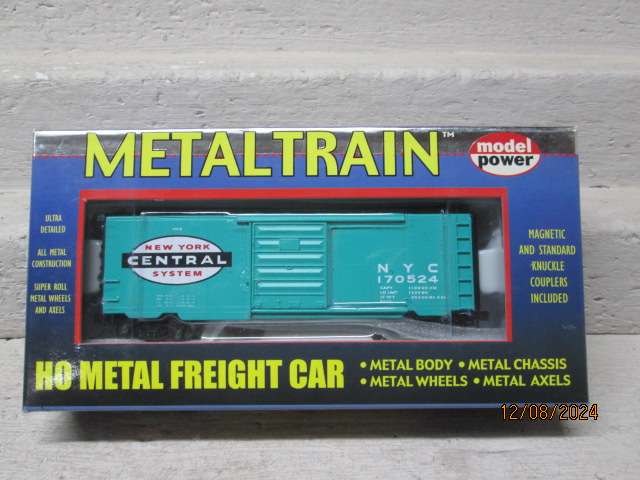 METALTRAIN™
model
power
ULTRA
DETAILED
ALL METAL
CONSTRUCTION
SUPER ROLL
METAL WHEELS
AND AXELS
NEW YORK
CENTRAL
SYSTEM
NYC
170524
MAGNETIC
AND STANDARD
KNUCKLE
COUPLERS
INCLUDED
HO METAL FREIGHT CAR
• METAL BODY • METAL CHASSIS
• METAL WHEELS • METAL AXELS
12/08/2024